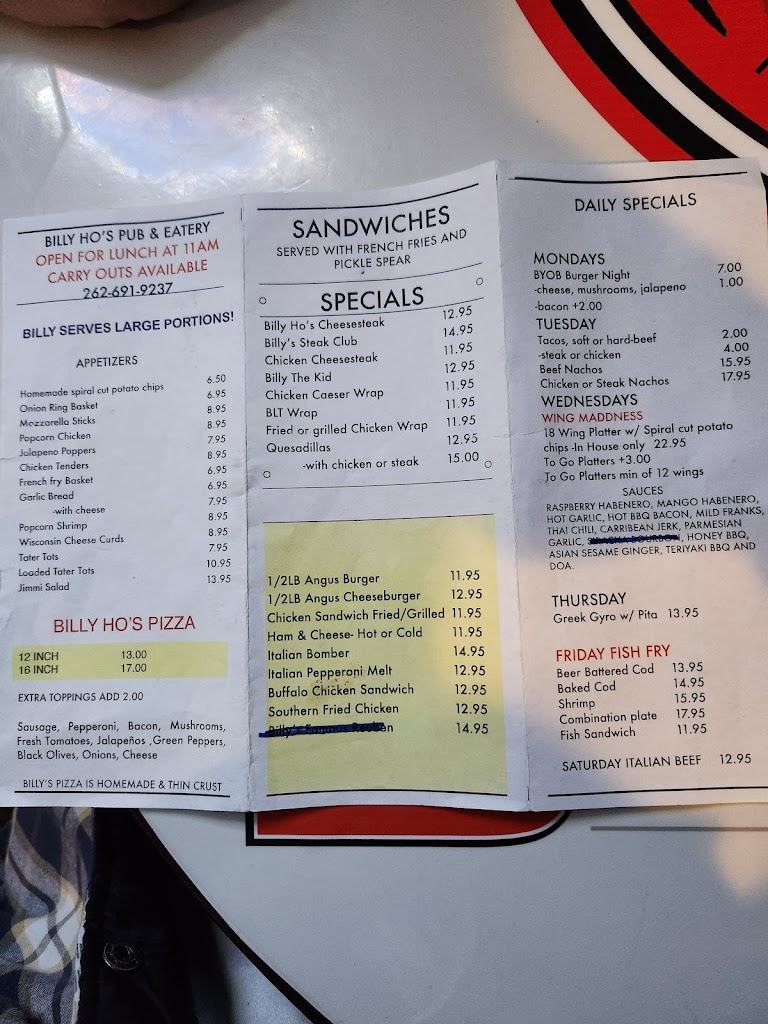 BILLY HO'S PUB & EATERY
OPEN FOR LUNCH AT 11AM
CARRY OUTS AVAILABLE
262-691-9237
BILLY SERVES LARGE PORTIONS!
APPETIZERS
Homemade spiral cut potato chips 6.50
Onion Ring Basket 6.95
Mozzarella Sticks 8.95
Popcorn Chicken 8.95
Jalapeno Poppers 7.95
Chicken Tenders 8.95
French fry Basket 6.95
Garlic Bread 6.95
-with cheese 7.95
Popcorn Shrimp 8.95
Wisconsin Cheese Curds 8.95
Tater Tots 7.95
Loaded Tater Tots 10.95
Jimmi Salad 13.95
BILLY HO'S PIZZA
12 INCH 13.00
16 INCH 17.00
EXTRA TOPPINGS ADD 2.00
Sausage, Pepperoni, Bacon, Mushrooms,
Fresh Tomatoes, Jalapeños ,Green Peppers,
Black Olives, Onions, Cheese
BILLY'S PIZZA IS HOMEMADE & THIN CRUST
SANDWICHES
SERVED WITH FRENCH FRIES AND
PICKLE SPEAR
SPECIALS
Billy Ho's Cheesesteak 12.95
Billy's Steak Club 14.95
Chicken Cheesesteak 11.95
Billy The Kid 12.95
Chicken Caeser Wrap 11.95
BLT Wrap 11.95
Fried or grilled Chicken Wrap 11.95
Quesadillas 12.95
-with chicken or steak 15.00
1/2LB Angus Burger 11.95
1/2LB Angus Cheeseburger 12.95
Chicken Sandwich Fried/Grilled 11.95
Ham & Cheese- Hot or Cold 11.95
Italian Bomber 14.95
Italian Pepperoni Melt 12.95
Buffalo Chicken Sandwich 12.95
Southern Fried Chicken 12.95
Billy's Famous Reuben 14.95
DAILY SPECIALS
MONDAYS
BYOB Burger Night 7.00
-cheese, mushrooms, jalapeno 1.00
-bacon +2.00
TUESDAY
Tacos, soft or hard-beef 2.00
-steak or chicken 4.00
Beef Nachos 15.95
Chicken or Steak Nachos 17.95
WEDNESDAYS
WING MADDNESS
18 Wing Platter w/ Spiral cut potato
chips -In House only 22.95
To Go Platters +3.00
To Go Platters min of 12 wings
SAUCES
RASPBERRY HABENERO, MANGO HABENERO,
HOT GARLIC, HOT BBQ BACON, MILD FRANKS,
THAI CHILI, CARRIBEAN JERK, PARMESIAN
GARLIC, BOURBON, HONEY BBQ,
ASIAN SESAME GINGER, TERIYAKI BBQ AND
DOA.
THURSDAY
Greek Gyro w/ Pita 13.95
FRIDAY FISH FRY
Beer Battered Cod 13.95
Baked Cod 14.95
Shrimp 15.95
Combination plate 17.95
Fish Sandwich 11.95
SATURDAY ITALIAN BEEF 12.95